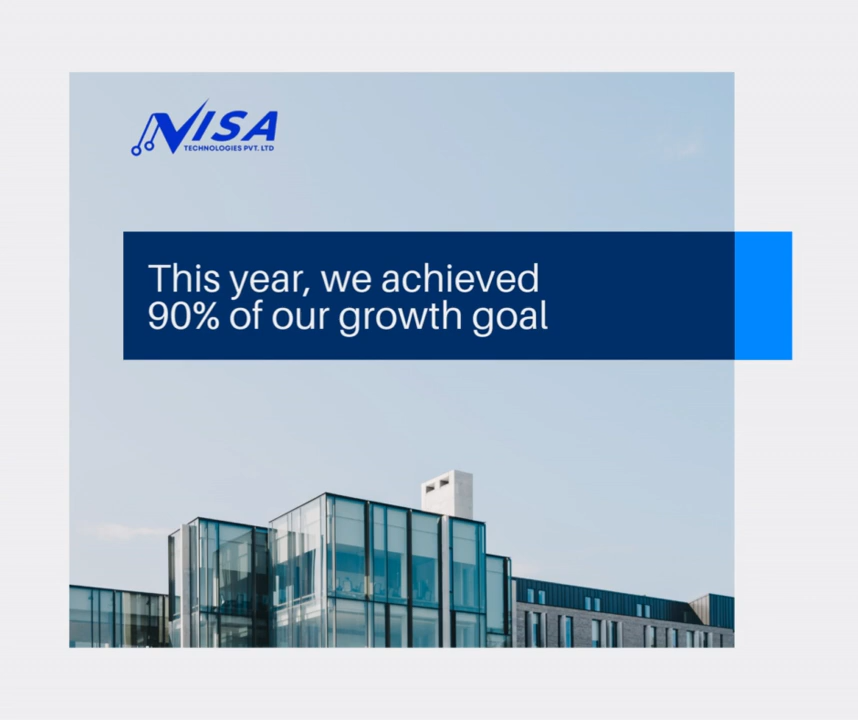 NISA
TECHNOLOGIES PVT. LTD
This year, we achieved
90% of our growth goal